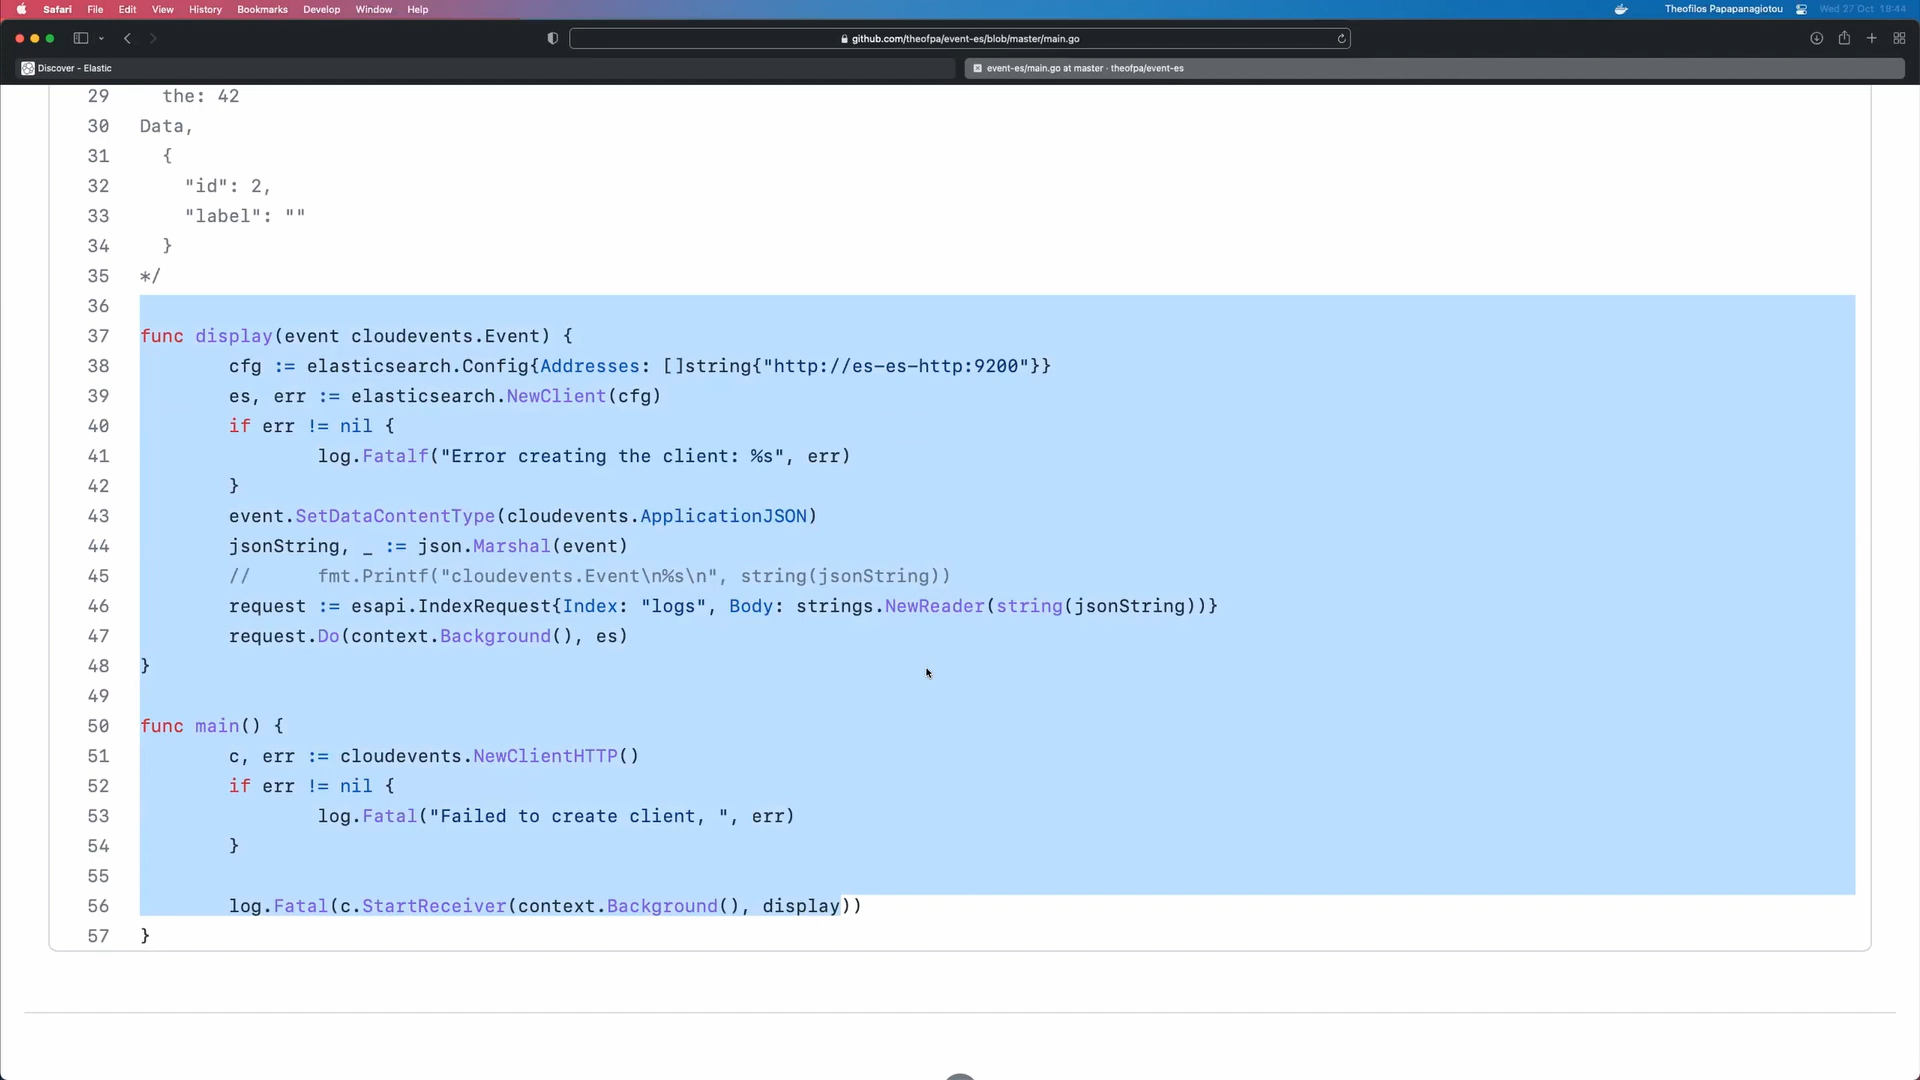 Safari File Edit View History Bookmarks Develop Window Help Theofilos Papapanagiotou Wed 27 Oct 19:44
github.com/theofpa/event-es/blob/master/main.go
Discover - Elastic
event-es/main.go at master · theofpa/event-es
29 the: 42
30 Data,
31 {
32 "id": 2,
33 "label": ""
34 }
35 */
36
37 func display(event cloudevents.Event) {
38 cfg := elasticsearch.Config{Addresses: []string{"http://es-es-http:9200"}}
39 es, err := elasticsearch.NewClient(cfg)
40 if err != nil {
41 log.Fatalf("Error creating the client: %s", err)
42 }
43 event.SetDataContentType(cloudevents.ApplicationJSON)
44 jsonString, _ := json.Marshal(event)
45 // fmt.Printf("cloudevents.Event\n%s\n", string(jsonString))
46 request := esapi.IndexRequest{Index: "logs", Body: strings.NewReader(string(jsonString))}
47 request.Do(context.Background(), es)
48 }
49
50 func main() {
51 c, err := cloudevents.NewClientHTTP()
52 if err != nil {
53 log.Fatal("Failed to create client, ", err)
54 }
55
56 log.Fatal(c.StartReceiver(context.Background(), display))
57 }